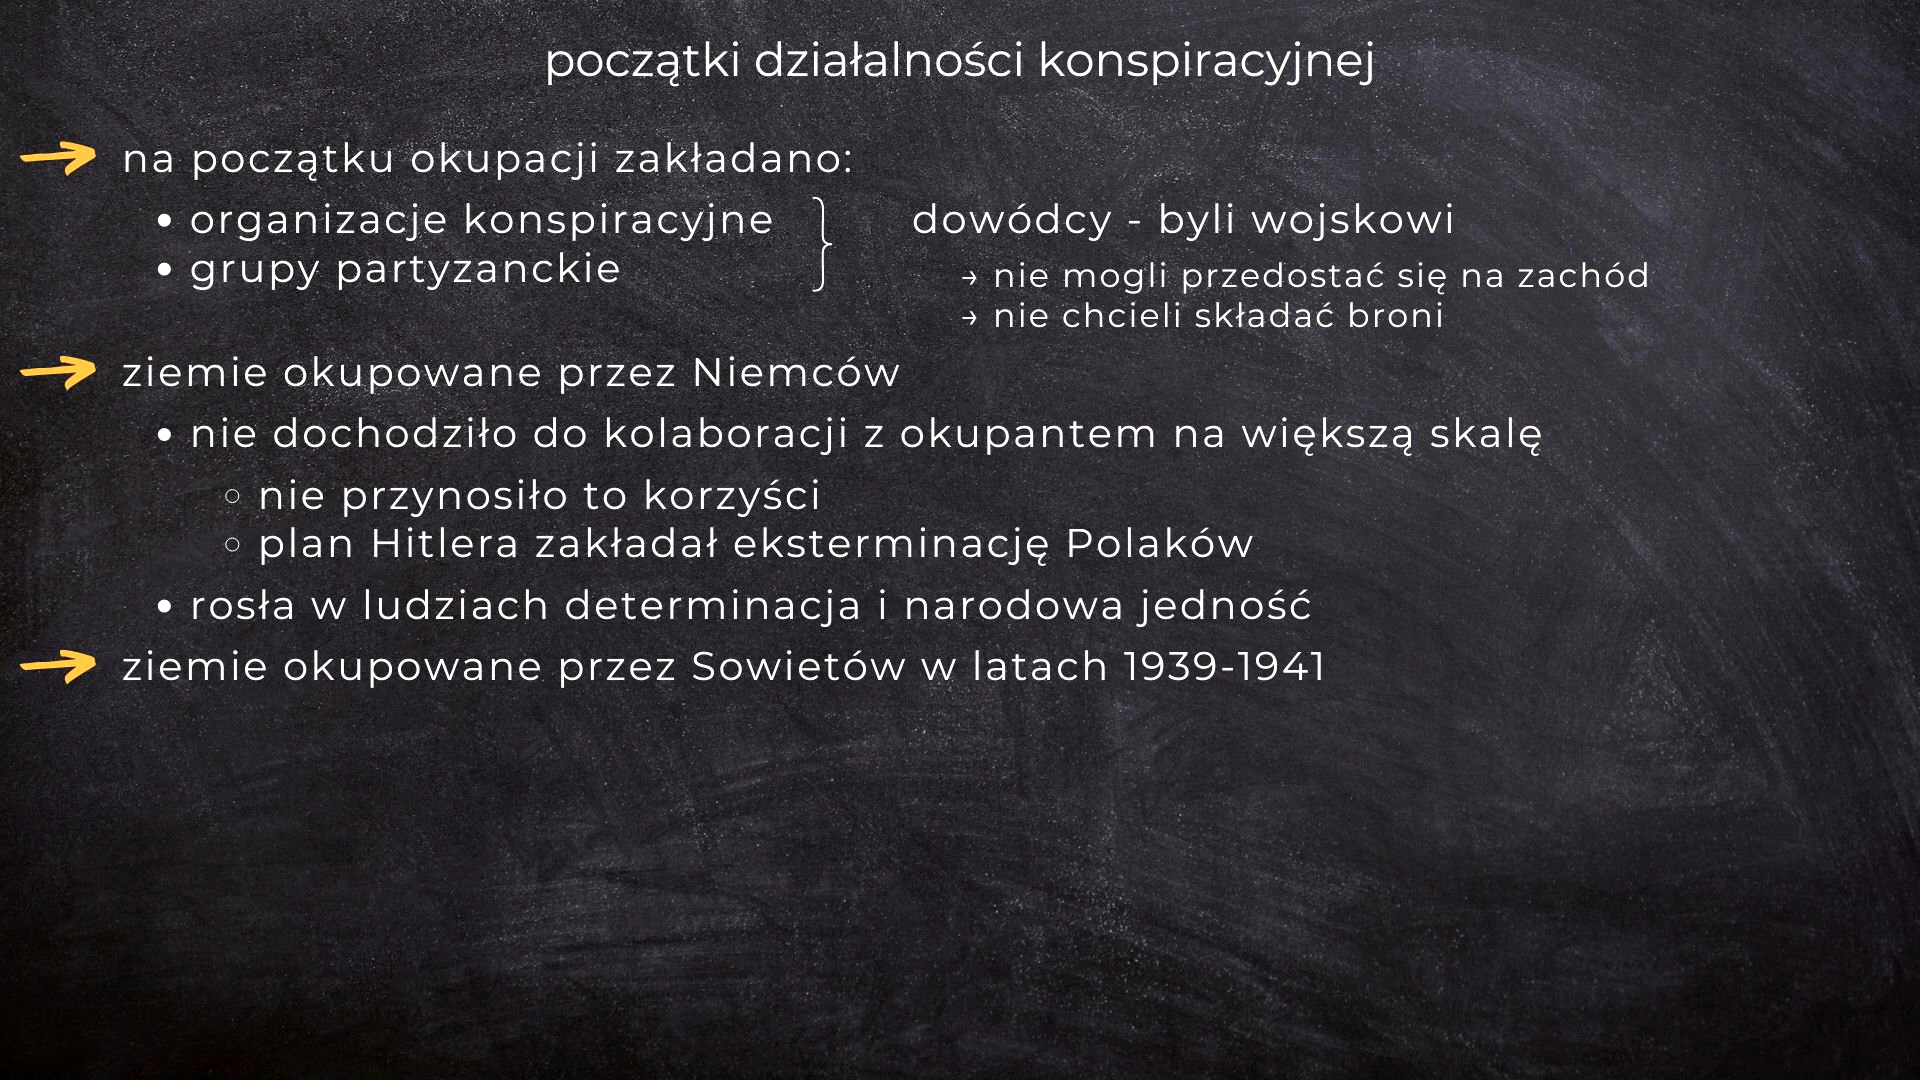 początki działalności konspiracyjnej
na początku okupacji zakładano:
• organizacje konspiracyjne
• grupy partyzanckie
dowódcy - byli wojskowi
→ nie mogli przedostać się na zachód
→ nie chcieli składać broni
ziemie okupowane przez Niemców
• nie dochodziło do kolaboracji z okupantem na większą skalę
○ nie przynosiło to korzyści
○ plan Hitlera zakładał eksterminację Polaków
• rosła w ludziach determinacja i narodowa jedność
ziemie okupowane przez Sowietów w latach 1939-1941